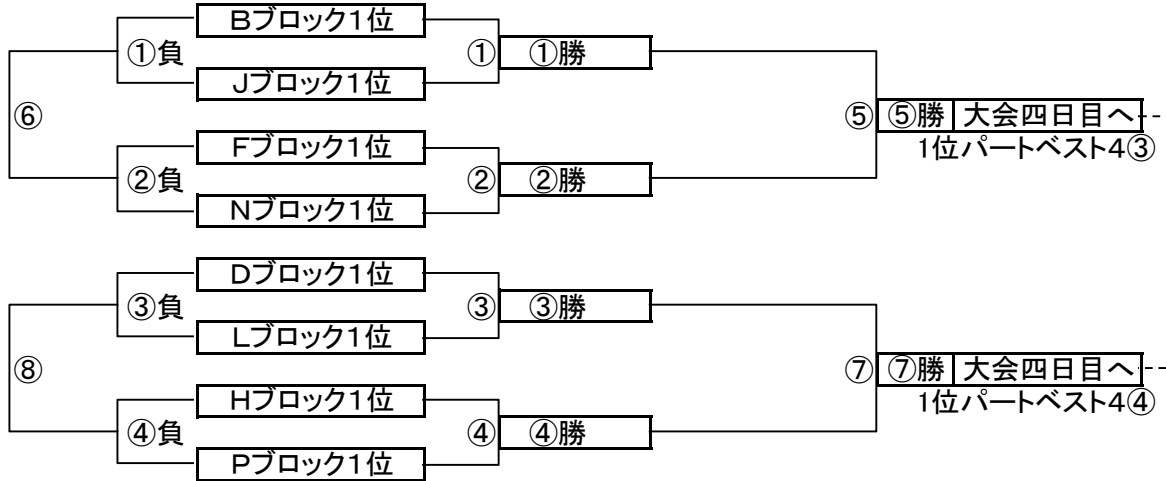 Bブロック1位
①負 ① ①勝
Jブロック1位
⑥ ⑤ ⑤勝 大会四日目へ
Fブロック1位 1位パートベスト4③
②負 ② ②勝
Nブロック1位
Dブロック1位
③負 ③ ③勝
Lブロック1位
⑧ ⑦ ⑦勝 大会四日目へ
Hブロック1位 1位パートベスト4④
④負 ④ ④勝
Pブロック1位